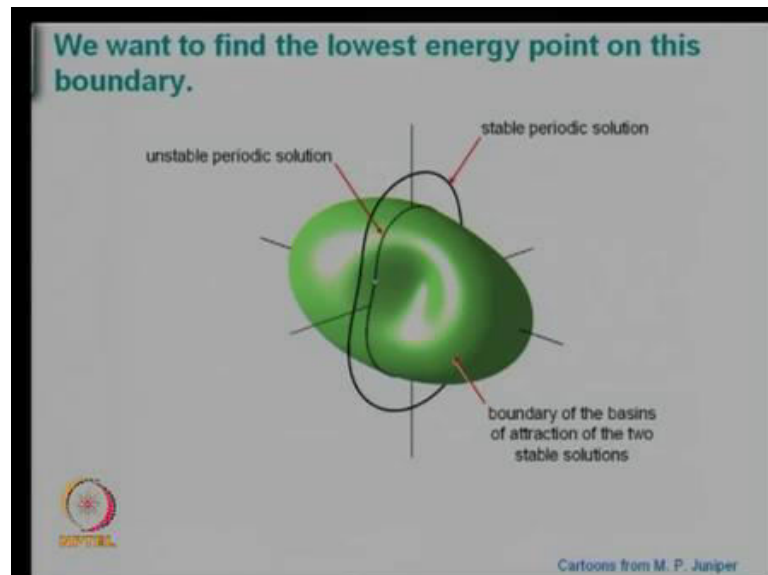 We want to find the lowest energy point on this
boundary.
stable periodic solution
unstable periodic solution
boundary of the basins
of attraction of the two
stable solutions
NPTEL
Cartoons from M. P. Juniper